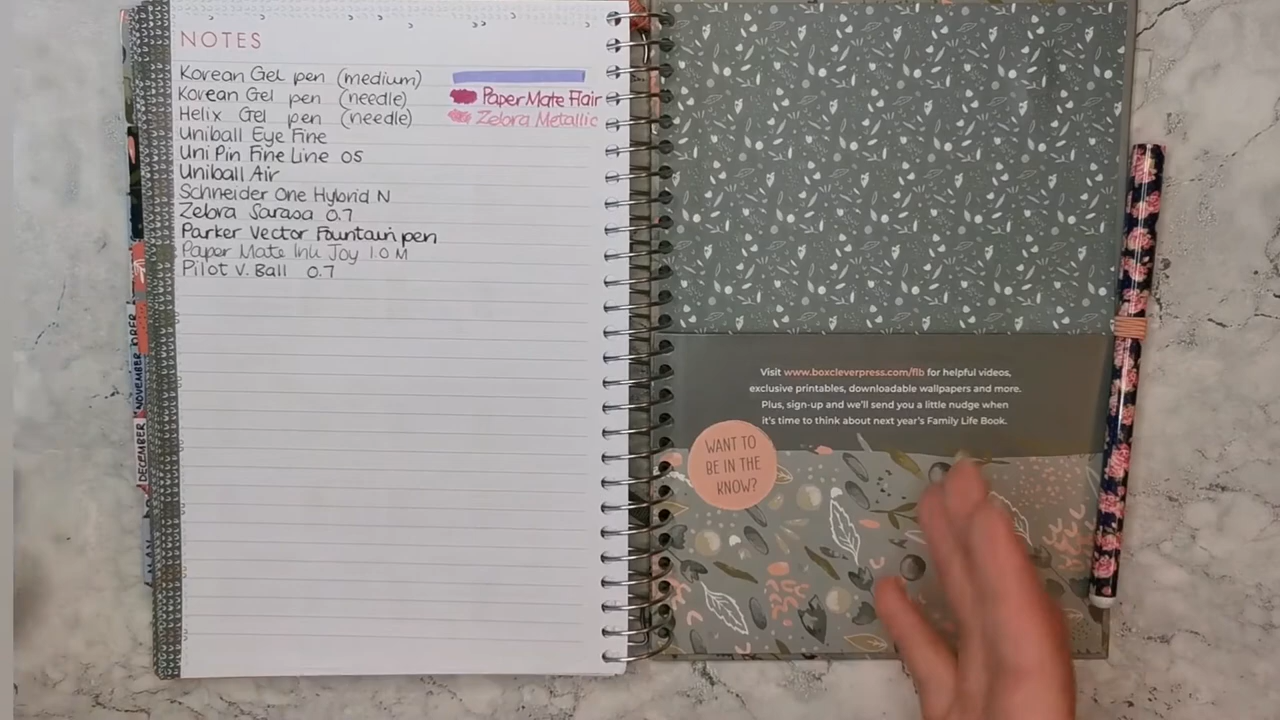 NOTES
Korean Gel pen (medium)
Korean Gel pen (needle) Paper Mate Flair
Helix Gel pen (needle) Zebra Metallic
Uniball Eye Fine
Uni Pin Fine Line 05
Uniball Air
Schneider One Hybrid N
Zebra Sarasa 0.7
Parker Vector Fountain pen
Paper Mate Ink Joy 1.0 M
Pilot V. Ball 0.7
NOVEMBER
DECEMBER
JAN
Visit www.boxcleverpress.com/flb for helpful videos,
exclusive printables, downloadable wallpapers and more.
Plus, sign-up and we'll send you a little nudge when
it's time to think about next year's Family Life Book.
WANT TO
BE IN THE
KNOW?